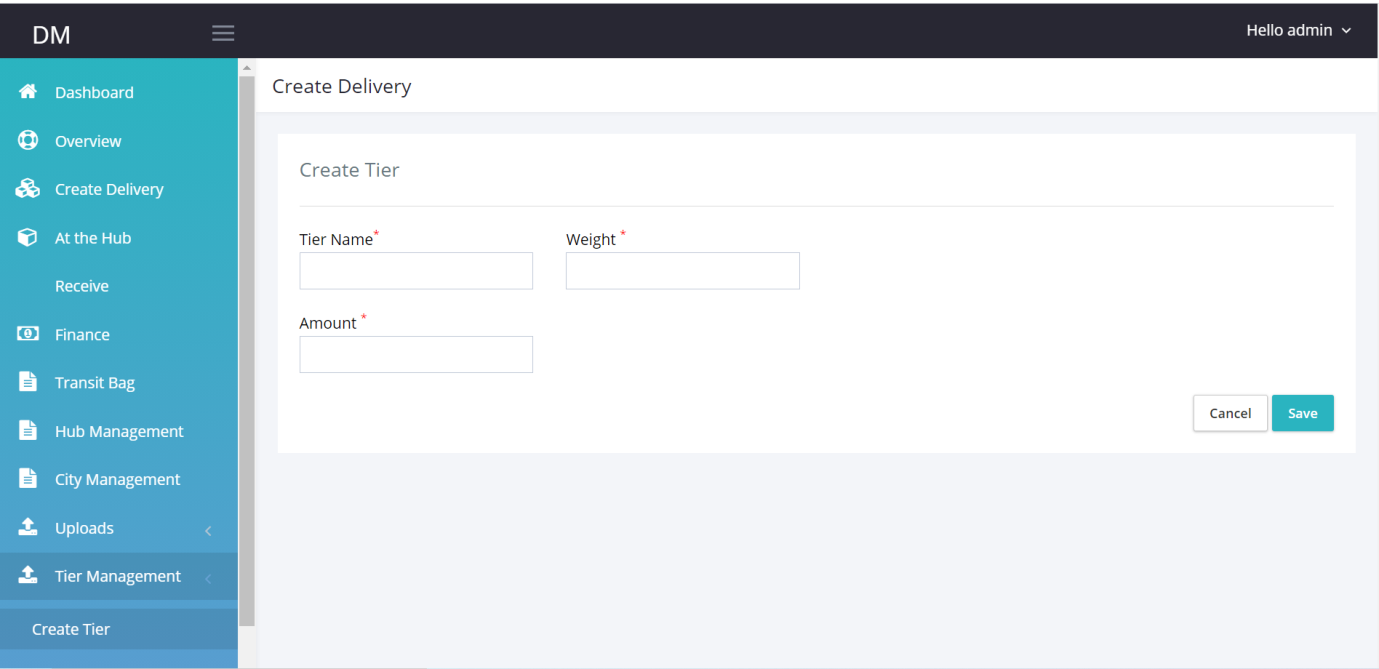 DM
Hello admin
Dashboard
Overview
Create Delivery
At the Hub
Receive
Finance
Transit Bag
Hub Management
City Management
Uploads
Tier Management
Create Tier
Create Delivery
Create Tier
Tier Name*
Weight *
Amount *
Cancel
Save